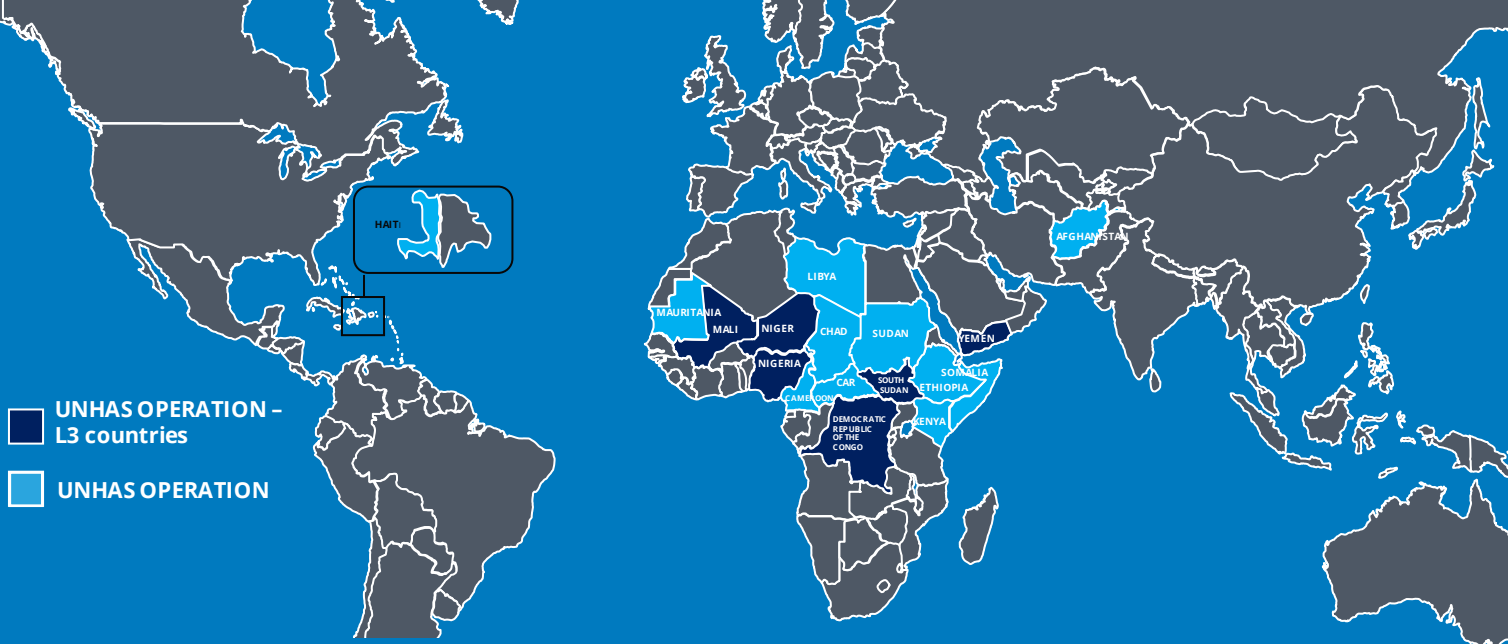 HAITI
AFGHANISTAN
LIBYA
MAURITANIA
MALI
NIGER
CHAD
SUDAN
YEMEN
NIGERIA
SOMALIA
CAR
SOUTH
SUDAN
ETHIOPIA
CAMEROON
KENYA
DEMOCRATIC
REPUBLIC
OF THE
CONGO
UNHAS OPERATION –
L3 countries
UNHAS OPERATION